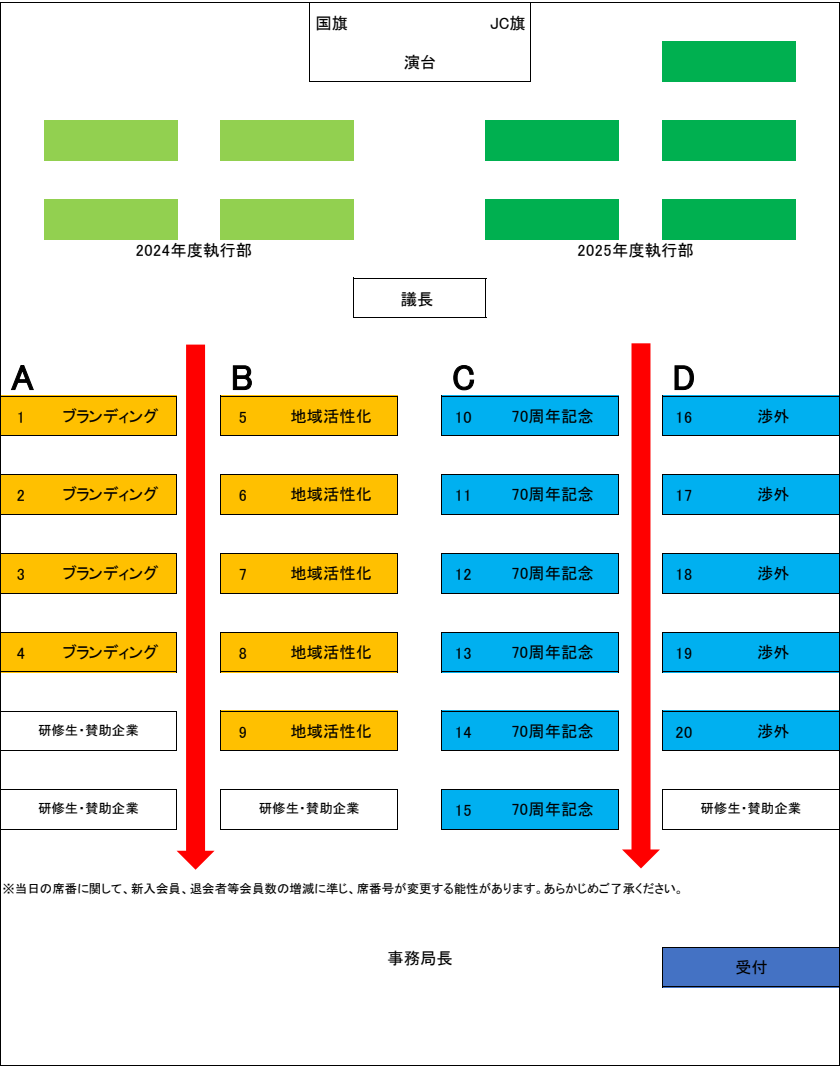 国旗 JC旗
演台
2024年度執行部 2025年度執行部
議長
A B C D
1 ブランディング 5 地域活性化 10 70周年記念 16 渉外
2 ブランディング 6 地域活性化 11 70周年記念 17 渉外
3 ブランディング 7 地域活性化 12 70周年記念 18 渉外
4 ブランディング 8 地域活性化 13 70周年記念 19 渉外
研修生・賛助企業 9 地域活性化 14 70周年記念 20 渉外
研修生・賛助企業 研修生・賛助企業 15 70周年記念 研修生・賛助企業
※当日の席番に関して、新入会員、退会者等会員数の増減に準じ、席番号が変更する能性があります。あらかじめご了承ください。
事務局長 受付